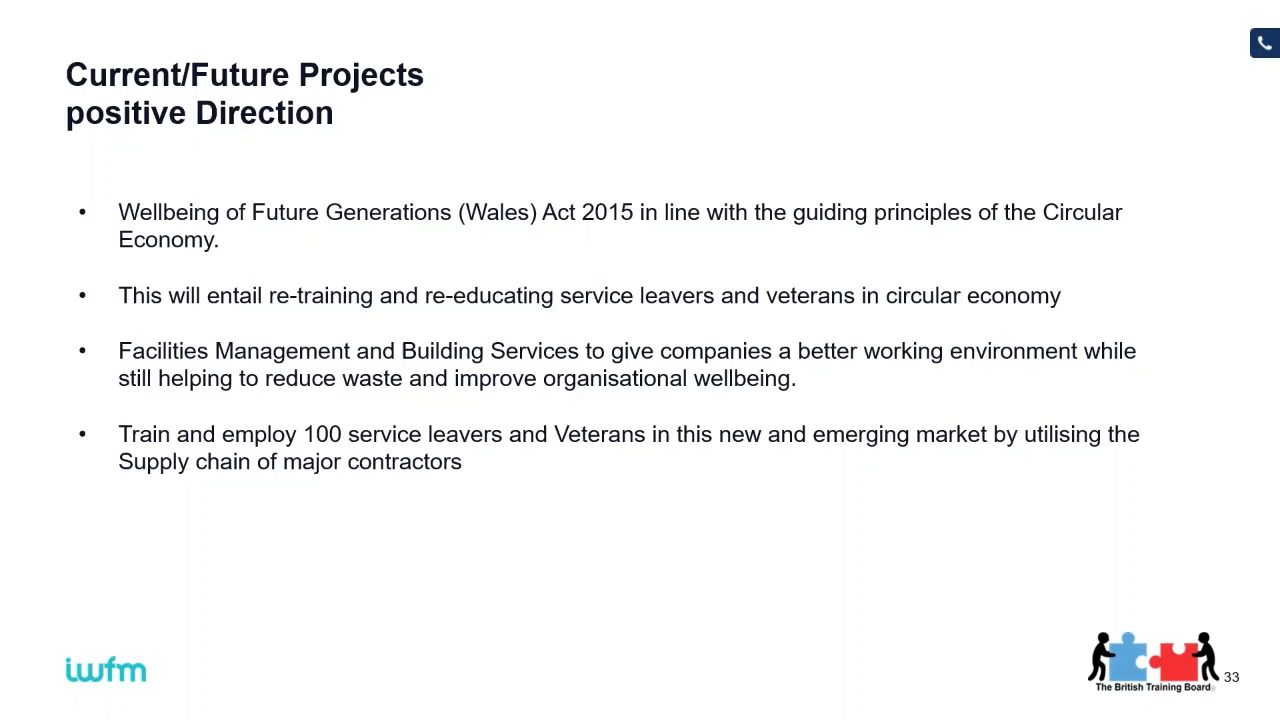 Current/Future Projects
positive Direction
• Wellbeing of Future Generations (Wales) Act 2015 in line with the guiding principles of the Circular
Economy.
• This will entail re-training and re-educating service leavers and veterans in circular economy
• Facilities Management and Building Services to give companies a better working environment while
still helping to reduce waste and improve organisational wellbeing.
• Train and employ 100 service leavers and Veterans in this new and emerging market by utilising the
Supply chain of major contractors
iwfm
The British Training Board
33